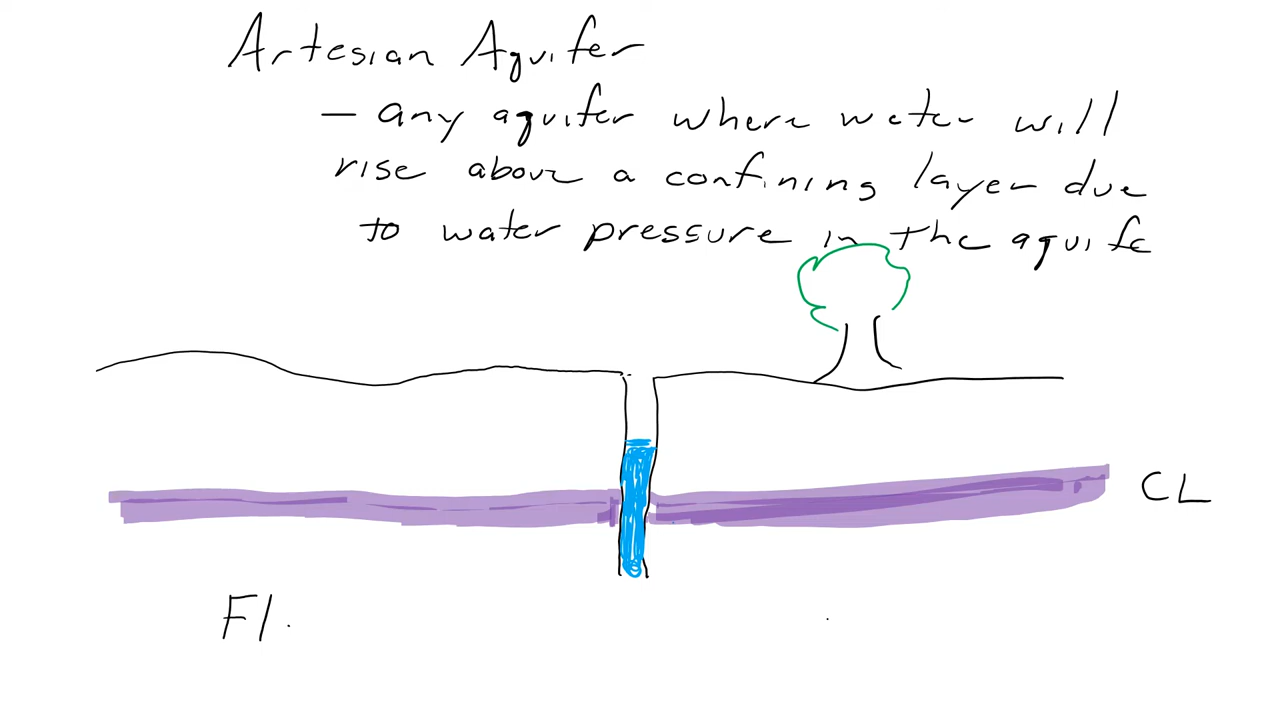 Artesian Aquifer
- any aquifer where water will
rise above a confining layer due
to water pressure in the aquife
CL
Fl